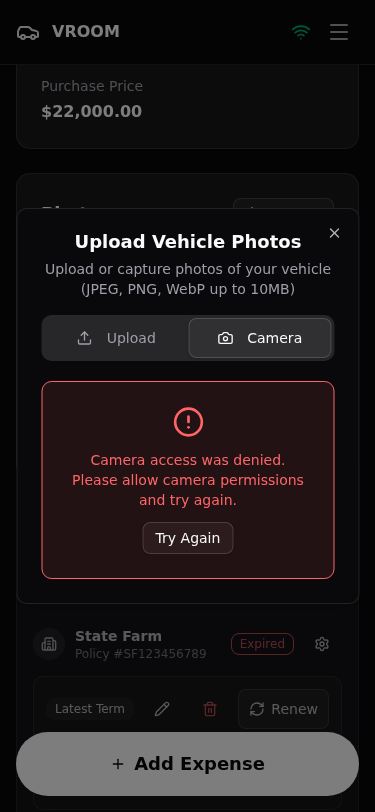 VROOM
Purchase Price
$22,000.00
Upload Vehicle Photos
Upload or capture photos of your vehicle
(JPEG, PNG, WebP up to 10MB)
Upload
Camera
Camera access was denied.
Please allow camera permissions
and try again.
Try Again
State Farm
Policy #SF123456789
Expired
Latest Term
Renew
+ Add Expense